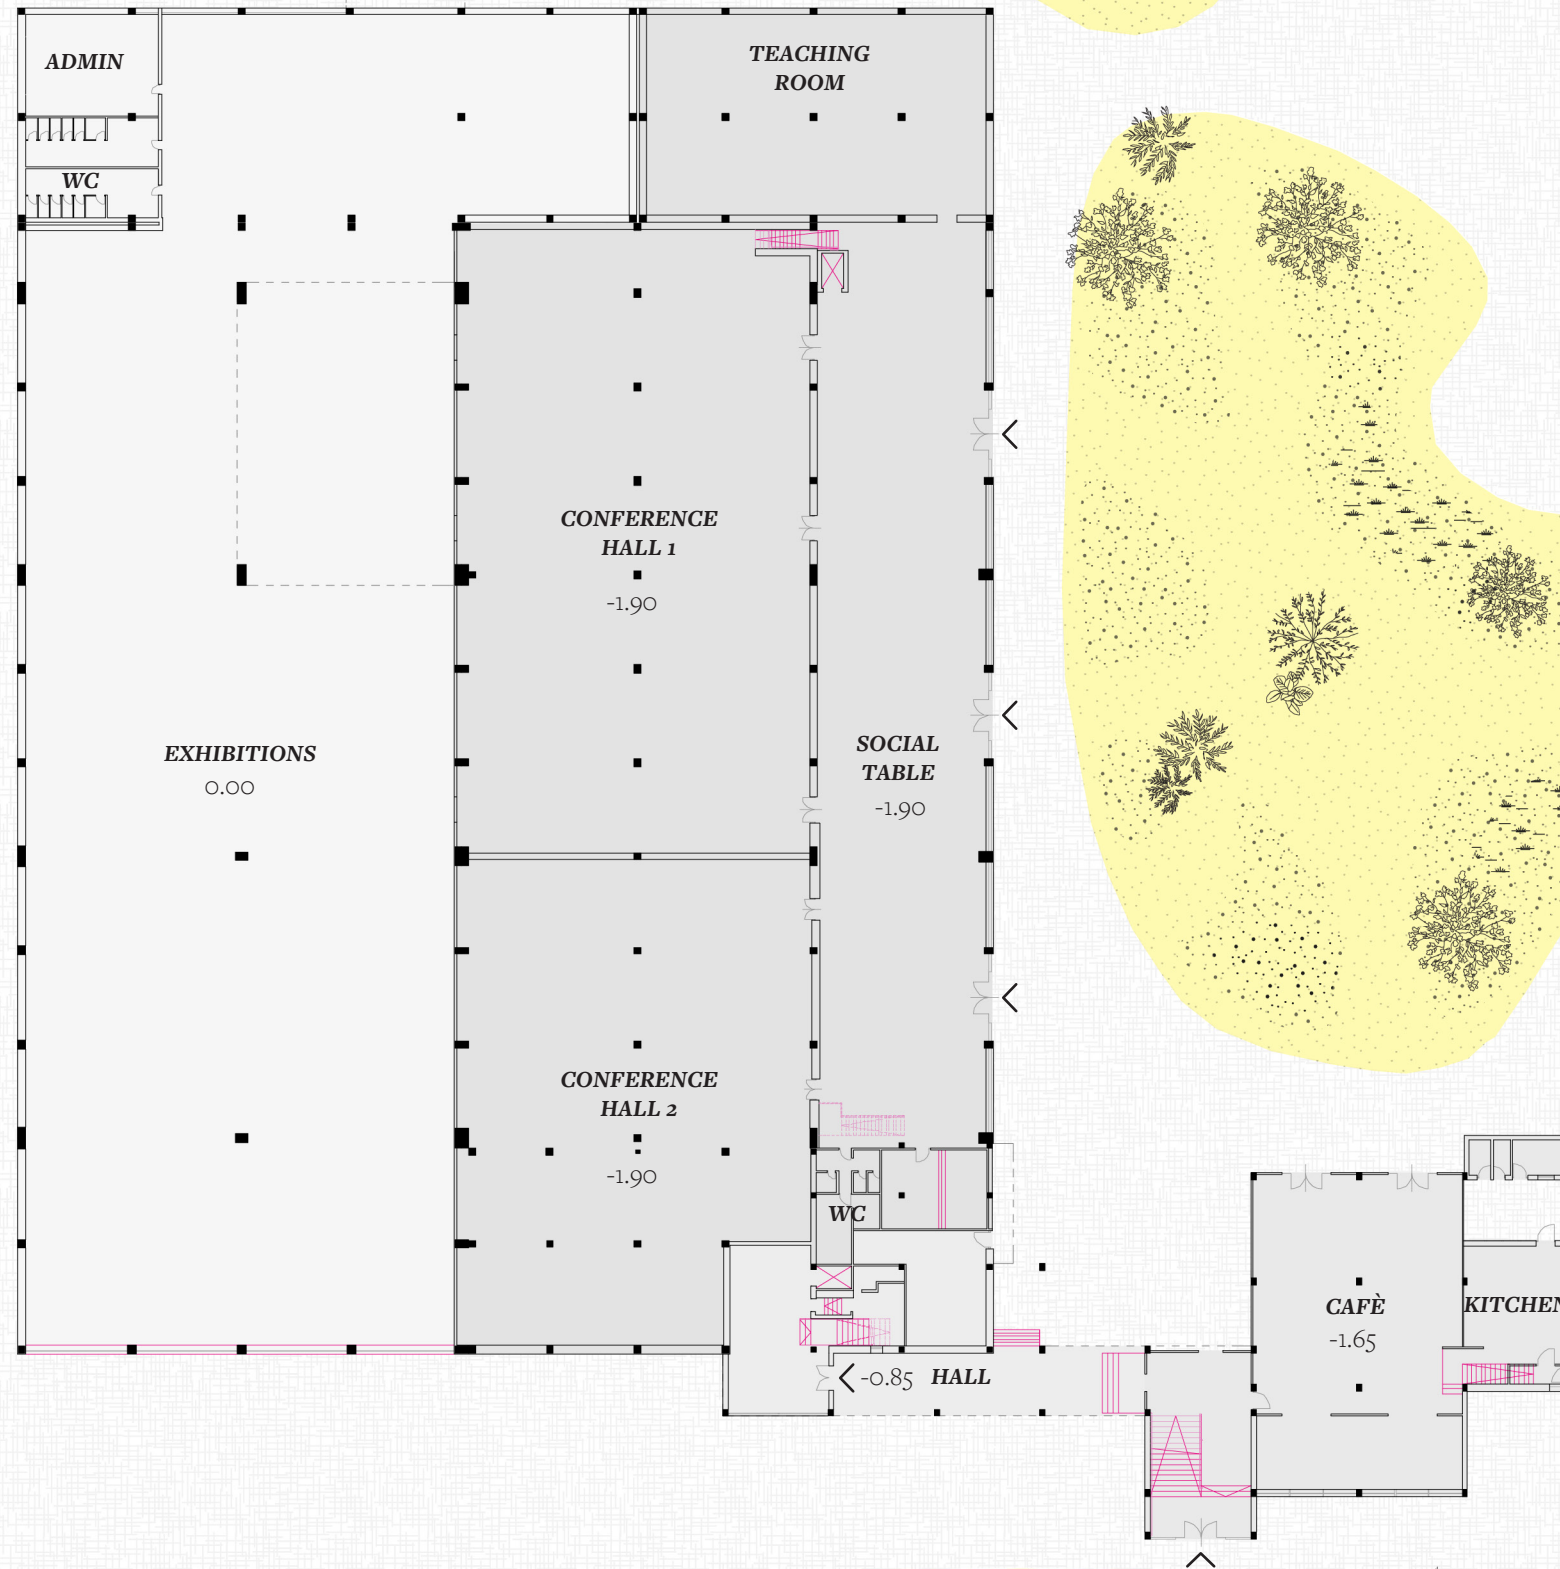 ADMIN
TEACHING
ROOM
WC
CONFERENCE
HALL 1
-1.90
EXHIBITIONS
0.00
SOCIAL
TABLE
-1.90
CONFERENCE
HALL 2
-1.90
WC
CAFÈ
-1.65
KITCHEN
-0.85 HALL